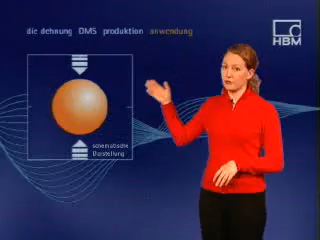 die dehnung DMS produktion anwendung
HBM
schematische
Darstellung